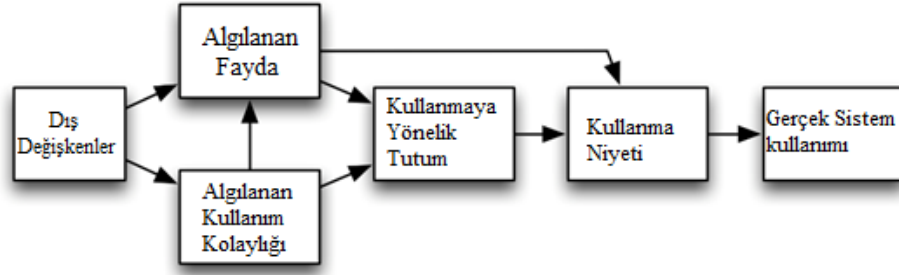 Algılanan
Fayda
Dış
Değişkenler
Algılanan
Kullanım
Kolaylığı
Kullanmaya
Yönelik
Tutum
Kullanma
Niyeti
Gerçek Sistem
kullanımı